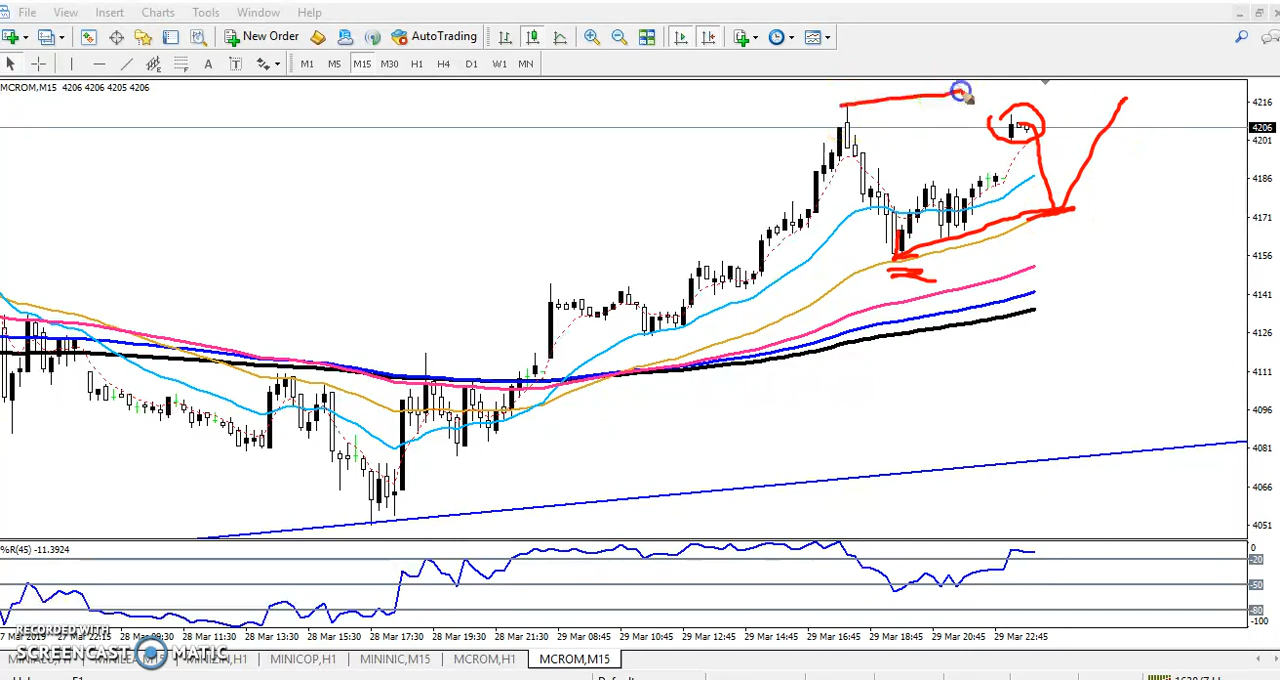 File View Insert Charts Tools Window Help
New Order AutoTrading
A T M1 M5 M15 M30 H1 H4 D1 W1 MN
MCROM,M15 4206 4206 4205 4206
4216
4206
4201
4186
4171
4156
4141
4126
4111
4096
4081
4066
4051
%R(45) -11.3924
0
-20
-50
-80
-100
28 Mar 09:30 28 Mar 11:30 28 Mar 13:30 28 Mar 15:30 28 Mar 17:30 28 Mar 19:30 28 Mar 21:30 29 Mar 08:45 29 Mar 10:45 29 Mar 12:45 29 Mar 14:45 29 Mar 16:45 29 Mar 18:45 29 Mar 20:45 29 Mar 22:45
RECORDED WITH
SCREENCAST MATIC
MINICOP,H1 MININIC,M15 MCROM,H1 MCROM,M15